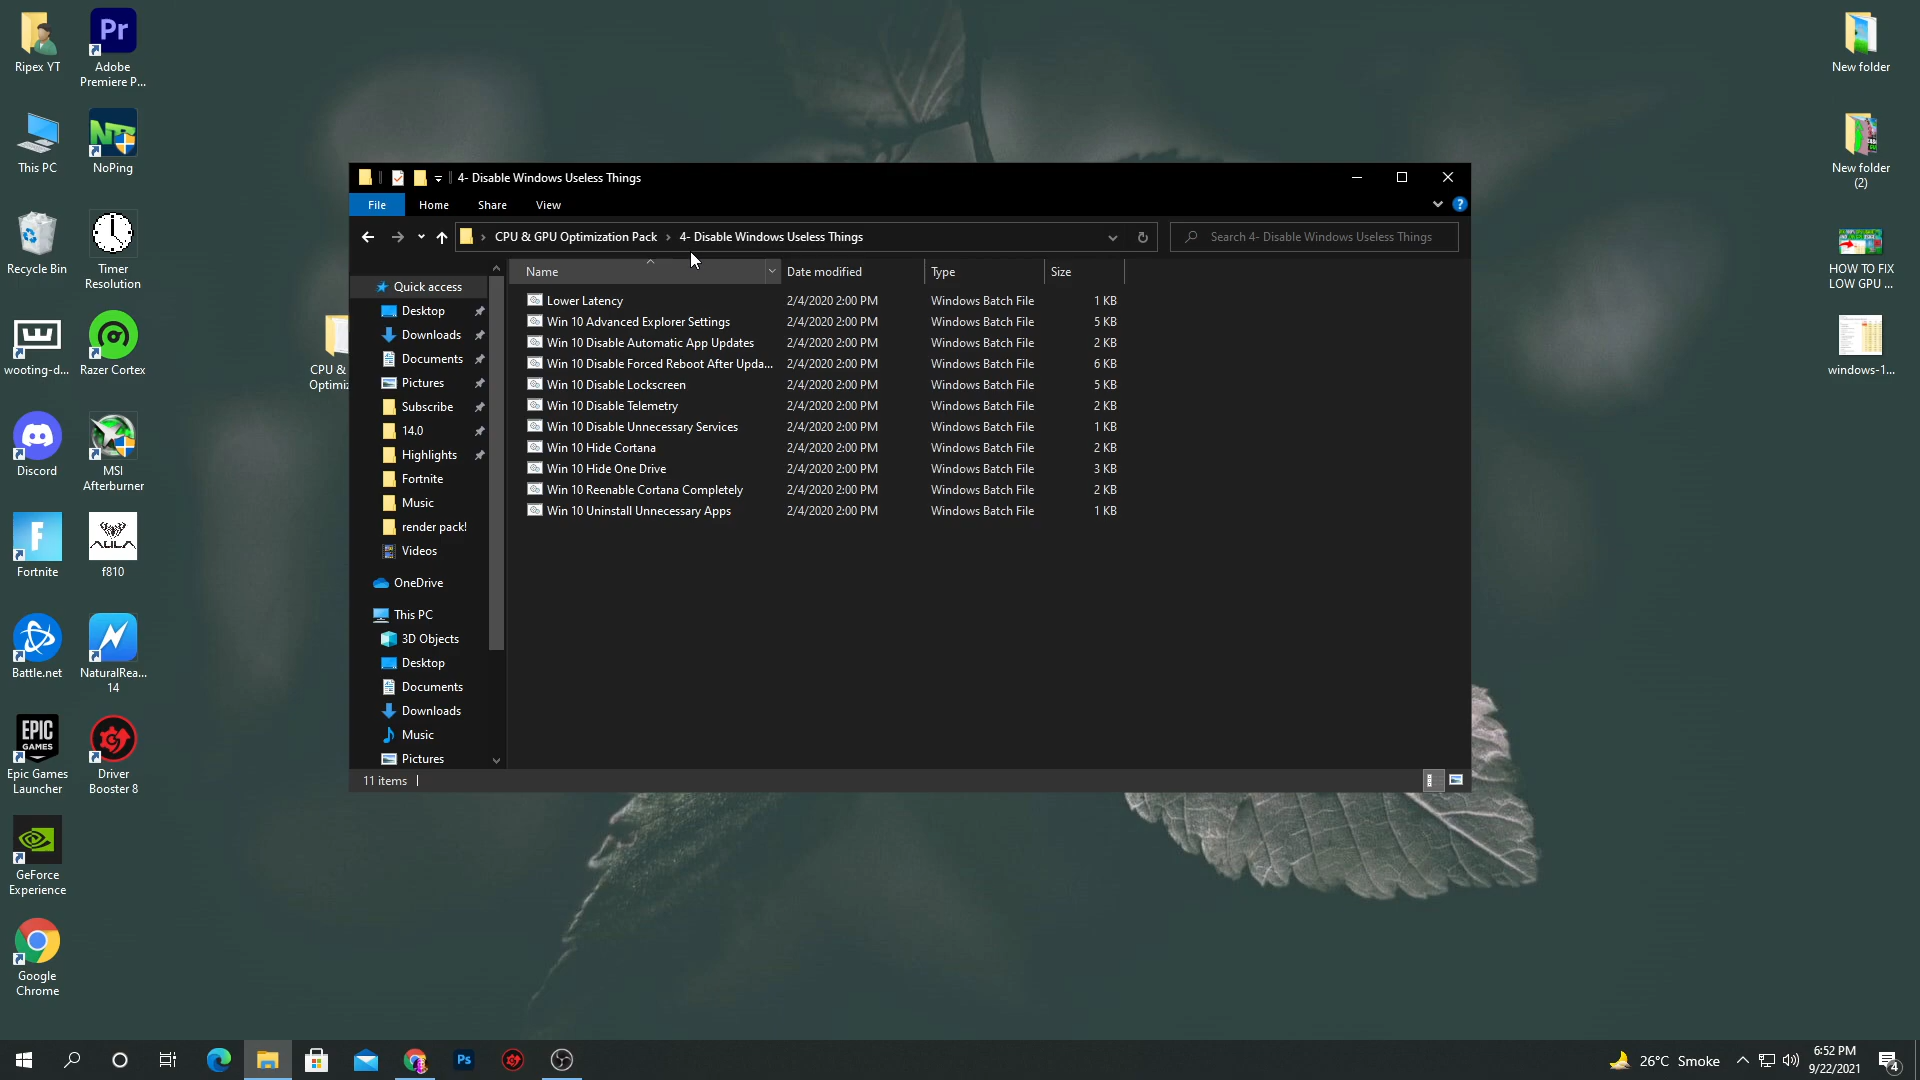 Ripex YT
Adobe
Premiere P...
This PC
NoPing
Recycle Bin
Timer
Resolution
wooting-d...
Razer Cortex
Discord
MSI
Afterburner
Fortnite
f810
Battle.net
NaturalRea...
14
EPIC
GAMES
Epic Games
Launcher
Driver
Booster 8
GeForce
Experience
Google
Chrome
CPU &
Optimiz
New folder
New folder
(2)
HOW TO FIX
LOW GPU ...
windows-1...
4- Disable Windows Useless Things
File
Home
Share
View
CPU & GPU Optimization Pack
4- Disable Windows Useless Things
Search 4- Disable Windows Useless Things
Quick access
Desktop
Downloads
Documents
Pictures
Subscribe
14.0
Highlights
Fortnite
Music
render pack!
Videos
OneDrive
This PC
3D Objects
Desktop
Documents
Downloads
Music
Pictures
Name Date modified Type Size
Lower Latency 2/4/2020 2:00 PM Windows Batch File 1 KB
Win 10 Advanced Explorer Settings 2/4/2020 2:00 PM Windows Batch File 5 KB
Win 10 Disable Automatic App Updates 2/4/2020 2:00 PM Windows Batch File 2 KB
Win 10 Disable Forced Reboot After Upda... 2/4/2020 2:00 PM Windows Batch File 6 KB
Win 10 Disable Lockscreen 2/4/2020 2:00 PM Windows Batch File 5 KB
Win 10 Disable Telemetry 2/4/2020 2:00 PM Windows Batch File 2 KB
Win 10 Disable Unnecessary Services 2/4/2020 2:00 PM Windows Batch File 1 KB
Win 10 Hide Cortana 2/4/2020 2:00 PM Windows Batch File 2 KB
Win 10 Hide One Drive 2/4/2020 2:00 PM Windows Batch File 3 KB
Win 10 Reenable Cortana Completely 2/4/2020 2:00 PM Windows Batch File 2 KB
Win 10 Uninstall Unnecessary Apps 2/4/2020 2:00 PM Windows Batch File 1 KB
11 items
Pr
AULA
F
Ps
26°C Smoke
6:52 PM
9/22/2021
4